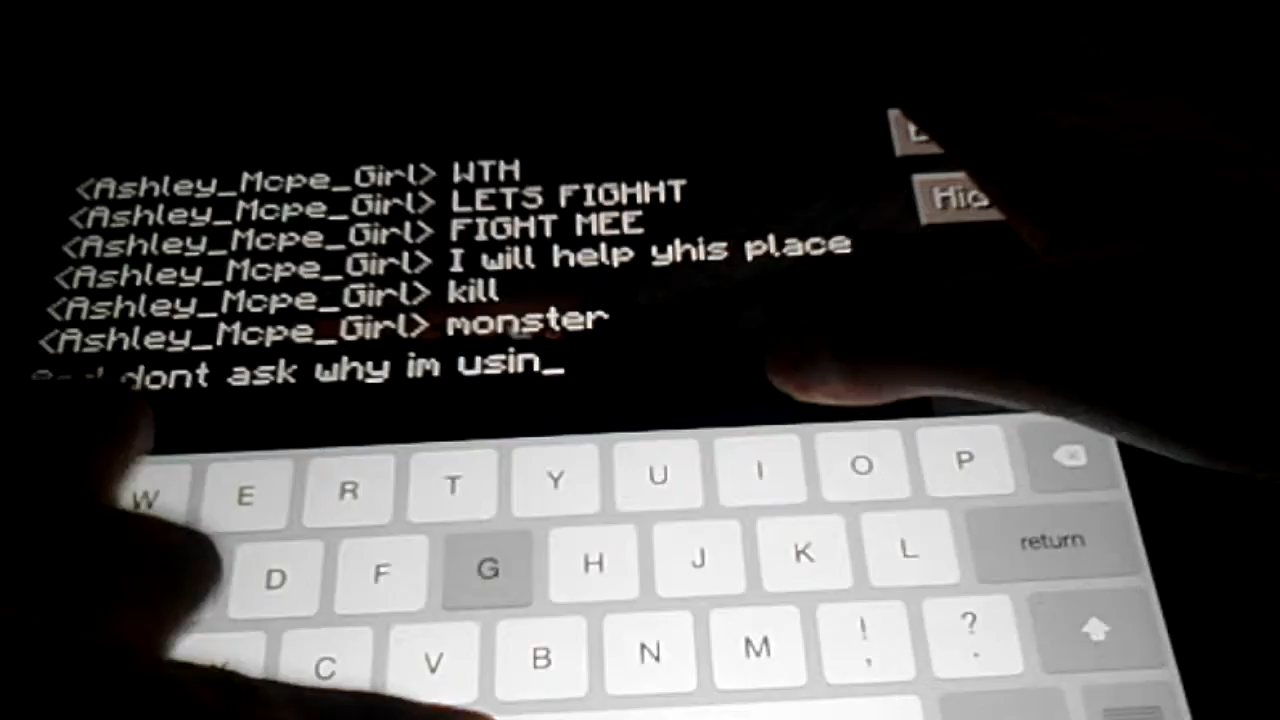 <Ashley_Mcpe_Girl> WTH
<Ashley_Mcpe_Girl> LETS FIGHHT
<Ashley_Mcpe_Girl> FIGHT MEE
<Ashley_Mcpe_Girl> I will help yhis place
<Ashley_Mcpe_Girl> kill
<Ashley_Mcpe_Girl> monster
dont ask why im usin_
W E R T Y U I O P
D F G H J K L return
C V B N M ! , ? .